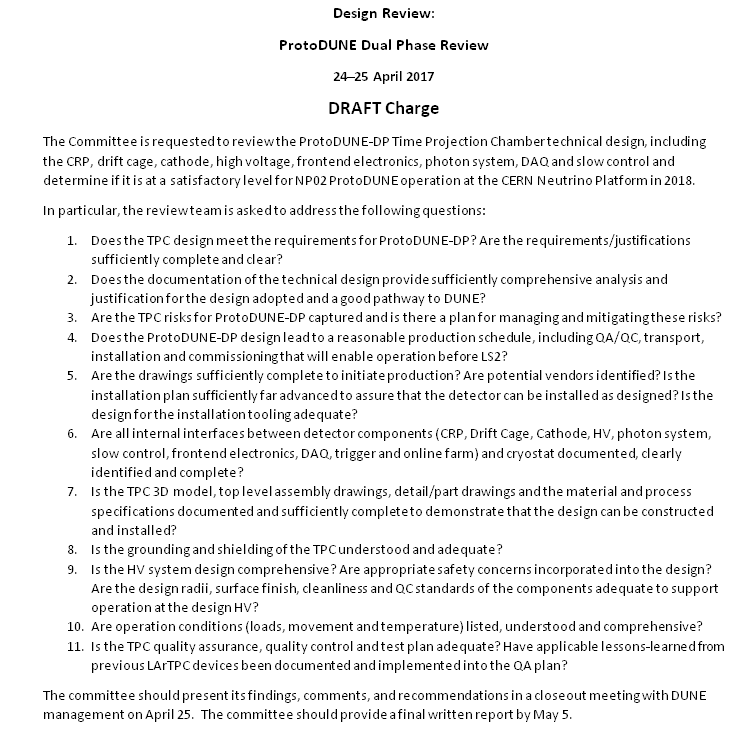 Design Review:
ProtoDUNE Dual Phase Review
24–25 April 2017
DRAFT Charge
The Committee is requested to review the ProtoDUNE-DP Time Projection Chamber technical design, including
the CRP, drift cage, cathode, high voltage, frontend electronics, photon system, DAQ and slow control and
determine if it is at a satisfactory level for NP02 ProtoDUNE operation at the CERN Neutrino Platform in 2018.
In particular, the review team is asked to address the following questions:
1. Does the TPC design meet the requirements for ProtoDUNE-DP? Are the requirements/justifications
sufficiently complete and clear?
2. Does the documentation of the technical design provide sufficiently comprehensive analysis and
justification for the design adopted and a good pathway to DUNE?
3. Are the TPC risks for ProtoDUNE-DP captured and is there a plan for managing and mitigating these risks?
4. Does the ProtoDUNE-DP design lead to a reasonable production schedule, including QA/QC, transport,
installation and commissioning that will enable operation before LS2?
5. Are the drawings sufficiently complete to initiate production? Are potential vendors identified? Is the
installation plan sufficiently far advanced to assure that the detector can be installed as designed? Is the
design for the installation tooling adequate?
6. Are all internal interfaces between detector components (CRP, Drift Cage, Cathode, HV, photon system,
slow control, frontend electronics, DAQ, trigger and online farm) and cryostat documented, clearly
identified and complete?
7. Is the TPC 3D model, top level assembly drawings, detail/part drawings and the material and process
specifications documented and sufficiently complete to demonstrate that the design can be constructed
and installed?
8. Is the grounding and shielding of the TPC understood and adequate?
9. Is the HV system design comprehensive? Are appropriate safety concerns incorporated into the design?
Are the design radii, surface finish, cleanliness and QC standards of the components adequate to support
operation at the design HV?
10. Are operation conditions (loads, movement and temperature) listed, understood and comprehensive?
11. Is the TPC quality assurance, quality control and test plan adequate? Have applicable lessons-learned from
previous LArTPC devices been documented and implemented into the QA plan?
The committee should present its findings, comments, and recommendations in a closeout meeting with DUNE
management on April 25. The committee should provide a final written report by May 5.